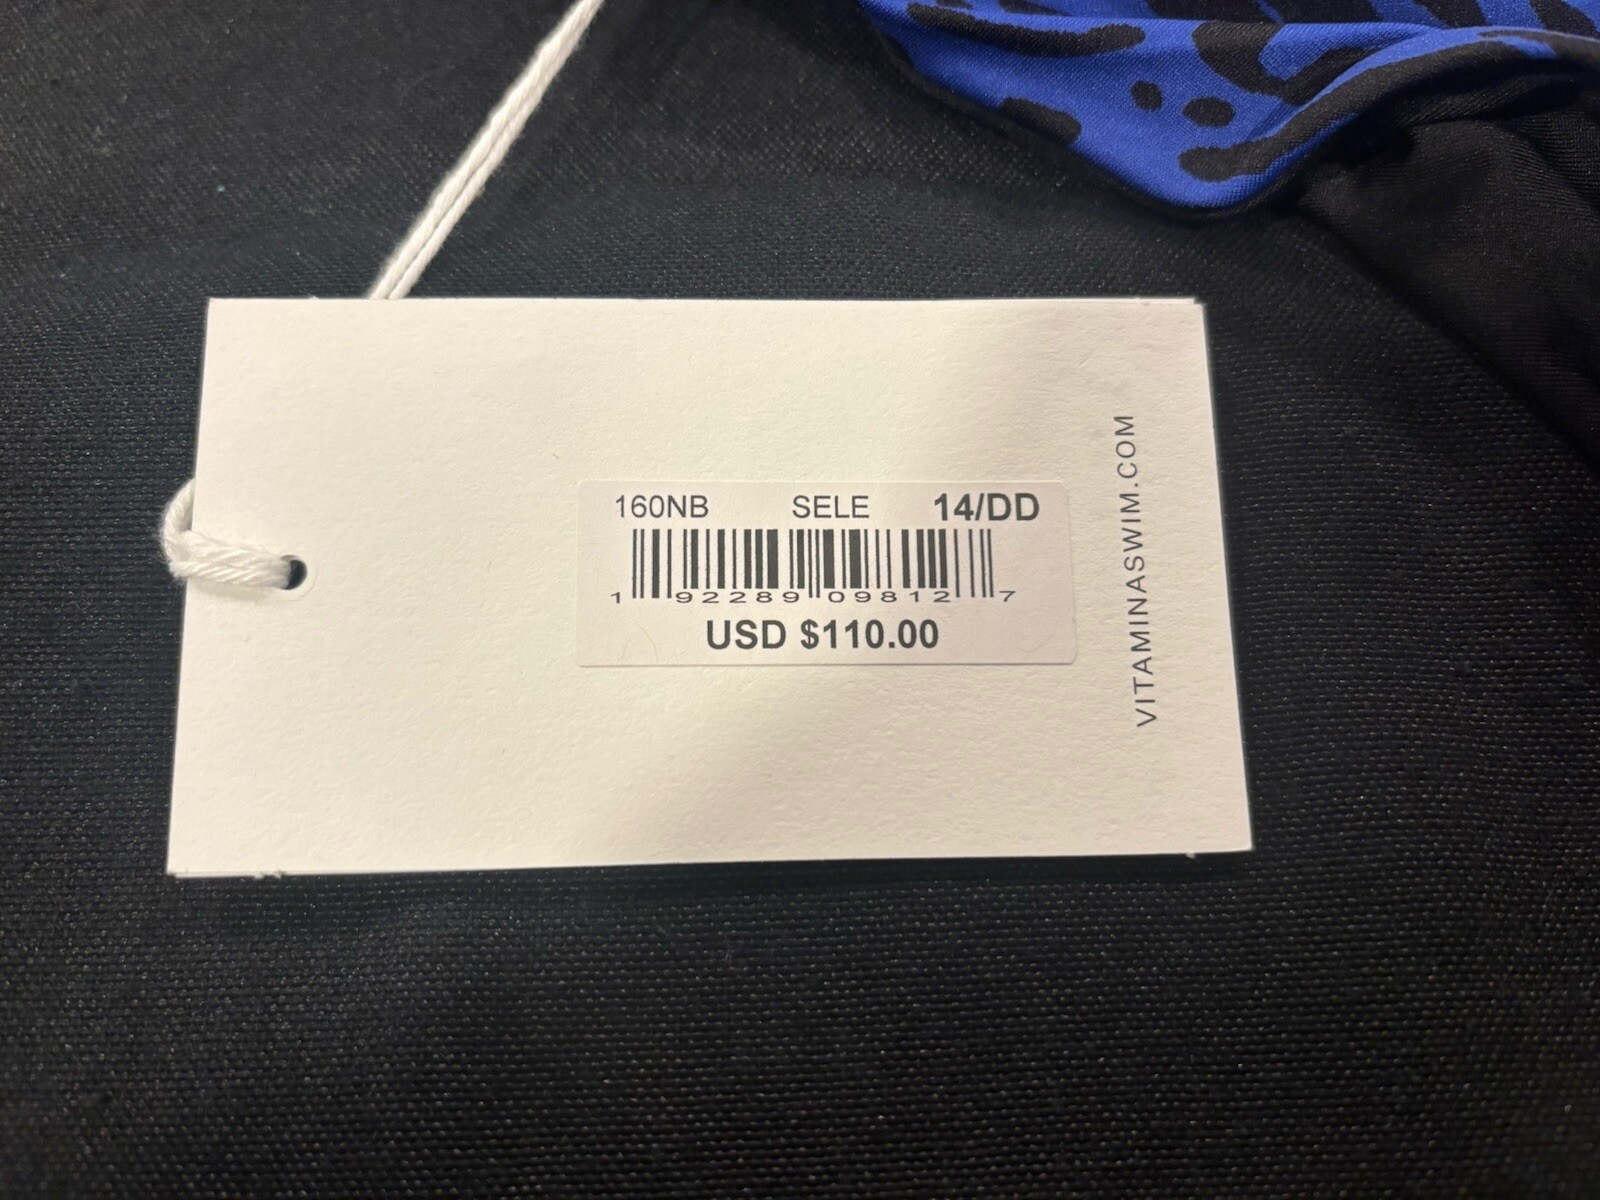 160NB SELE 14/DD
1 92289 09812 7
USD $110.00
VITAMINASWIM.COM